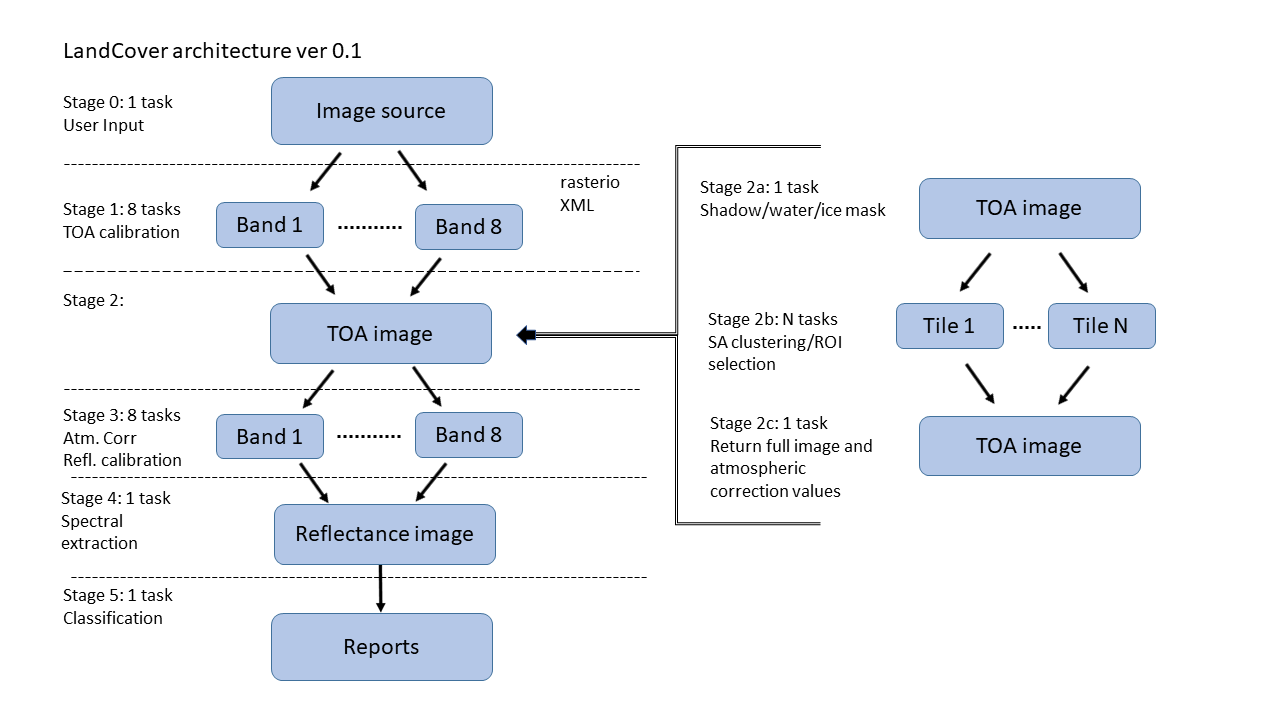 LandCover architecture ver 0.1
Stage 0: 1 task
User Input
Image source
rasterio
XML
Stage 1: 8 tasks
TOA calibration
Band 1
...........
Band 8
Stage 2:
TOA image
Stage 3: 8 tasks
Atm. Corr
Refl. calibration
Band 1
...........
Band 8
Stage 4: 1 task
Spectral
extraction
Reflectance image
Stage 5: 1 task
Classification
Reports
Stage 2a: 1 task
Shadow/water/ice mask
TOA image
Stage 2b: N tasks
SA clustering/ROI
selection
Tile 1
.....
Tile N
Stage 2c: 1 task
Return full image and
atmospheric
correction values
TOA image